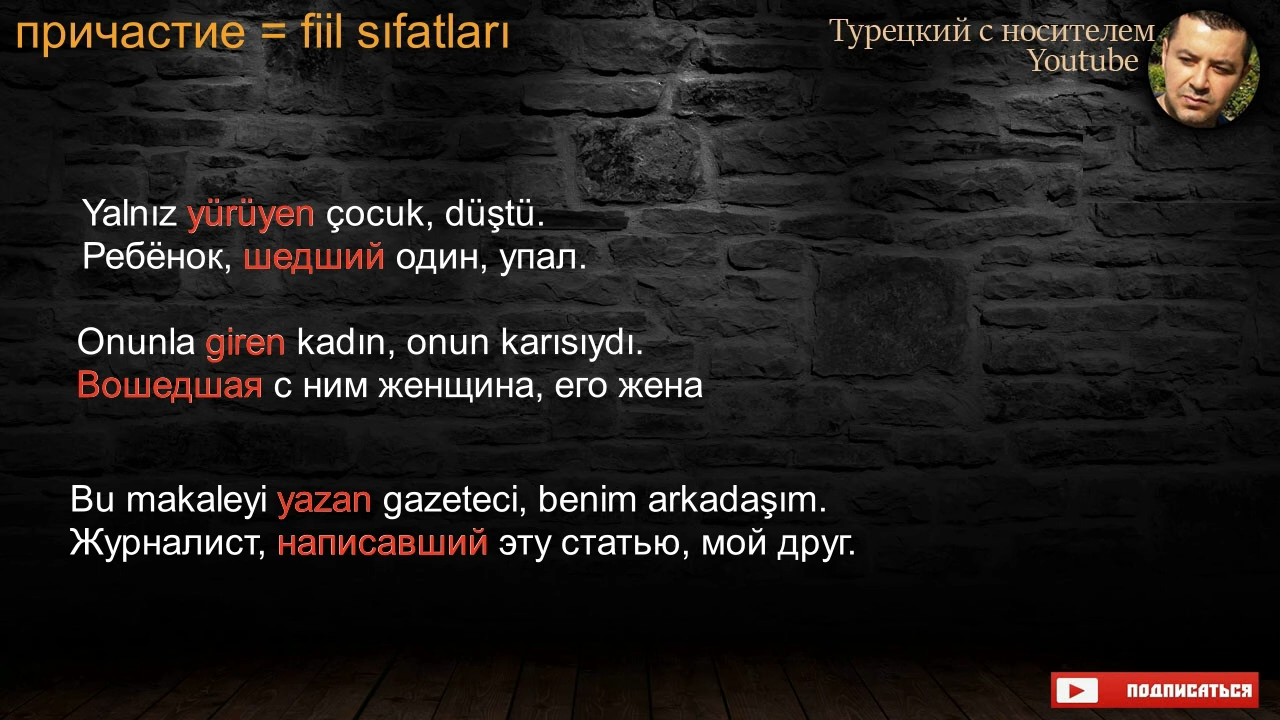 причастие = fiil sıfatları
Турецкий с носителем
Youtube
Yalnız yürüyen çocuk, düştü.
Ребёнок, шедший один, упал.
Onunla giren kadın, onun karısıydı.
Вошедшая с ним женщина, его жена
Bu makaleyi yazan gazeteci, benim arkadaşım.
Журналист, написавший эту статью, мой друг.
ПОДПИСАТЬСЯ